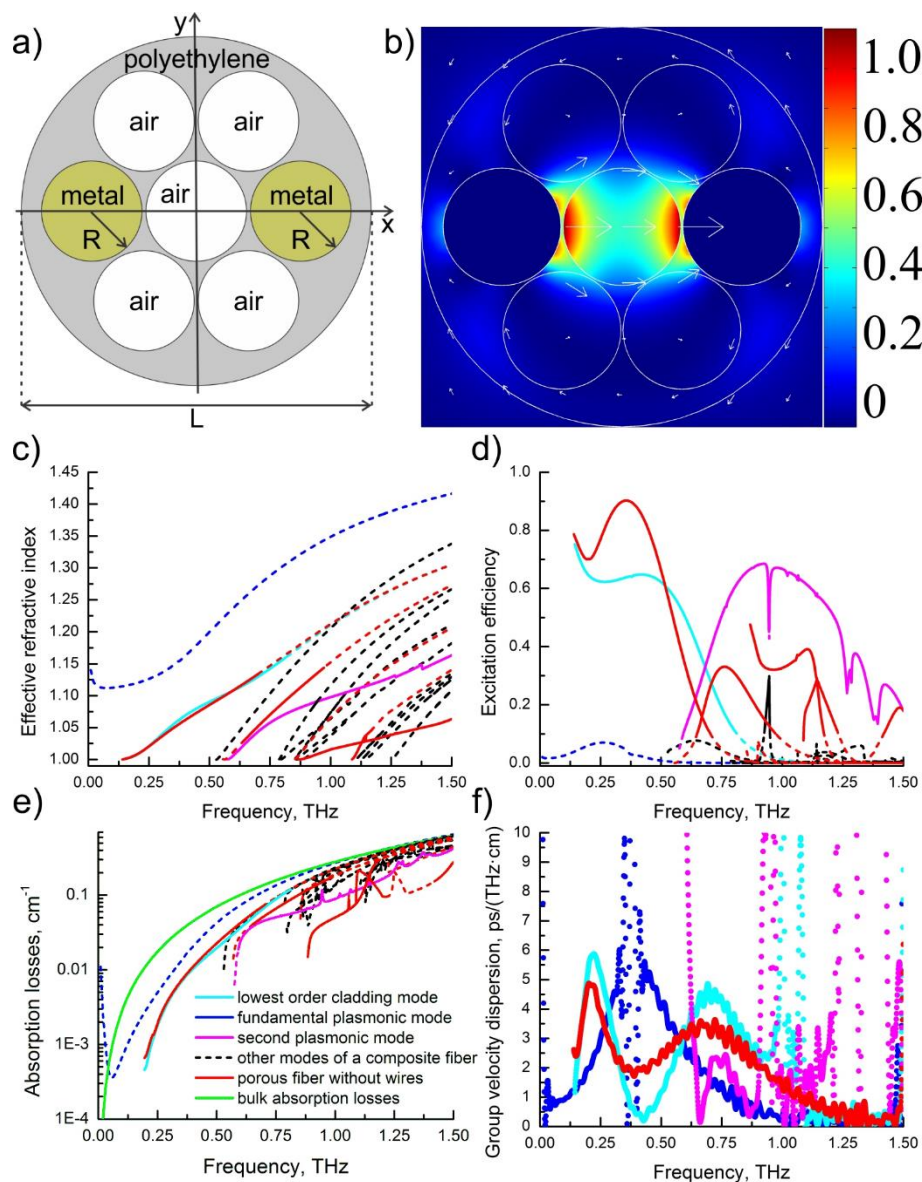 a)
y
polyethylene
air
air
metal
air
metal
x
R
R
air
air
L
b)
1.0
0.8
0.6
0.4
0.2
0
c)
1.45
1.40
1.35
1.30
1.25
1.20
1.15
1.10
1.05
1.00
Effective refractive index
0.00 0.25 0.50 0.75 1.00 1.25 1.50
Frequency, THz
d)
1.0
0.8
0.6
0.4
0.2
0.0
Excitation efficiency
0.00 0.25 0.50 0.75 1.00 1.25 1.50
Frequency, THz
e)
0.1
0.01
1E-3
1E-4
Absorption losses, cm⁻¹
lowest order cladding mode
fundamental plasmonic mode
second plasmonic mode
other modes of a composite fiber
porous fiber without wires
bulk absorption losses
0.00 0.25 0.50 0.75 1.00 1.25 1.50
Frequency, THz
f)
10
9
8
7
6
5
4
3
2
1
0
Group velocity dispersion, ps/(THz·cm)
0.00 0.25 0.50 0.75 1.00 1.25 1.50
Frequency, THz